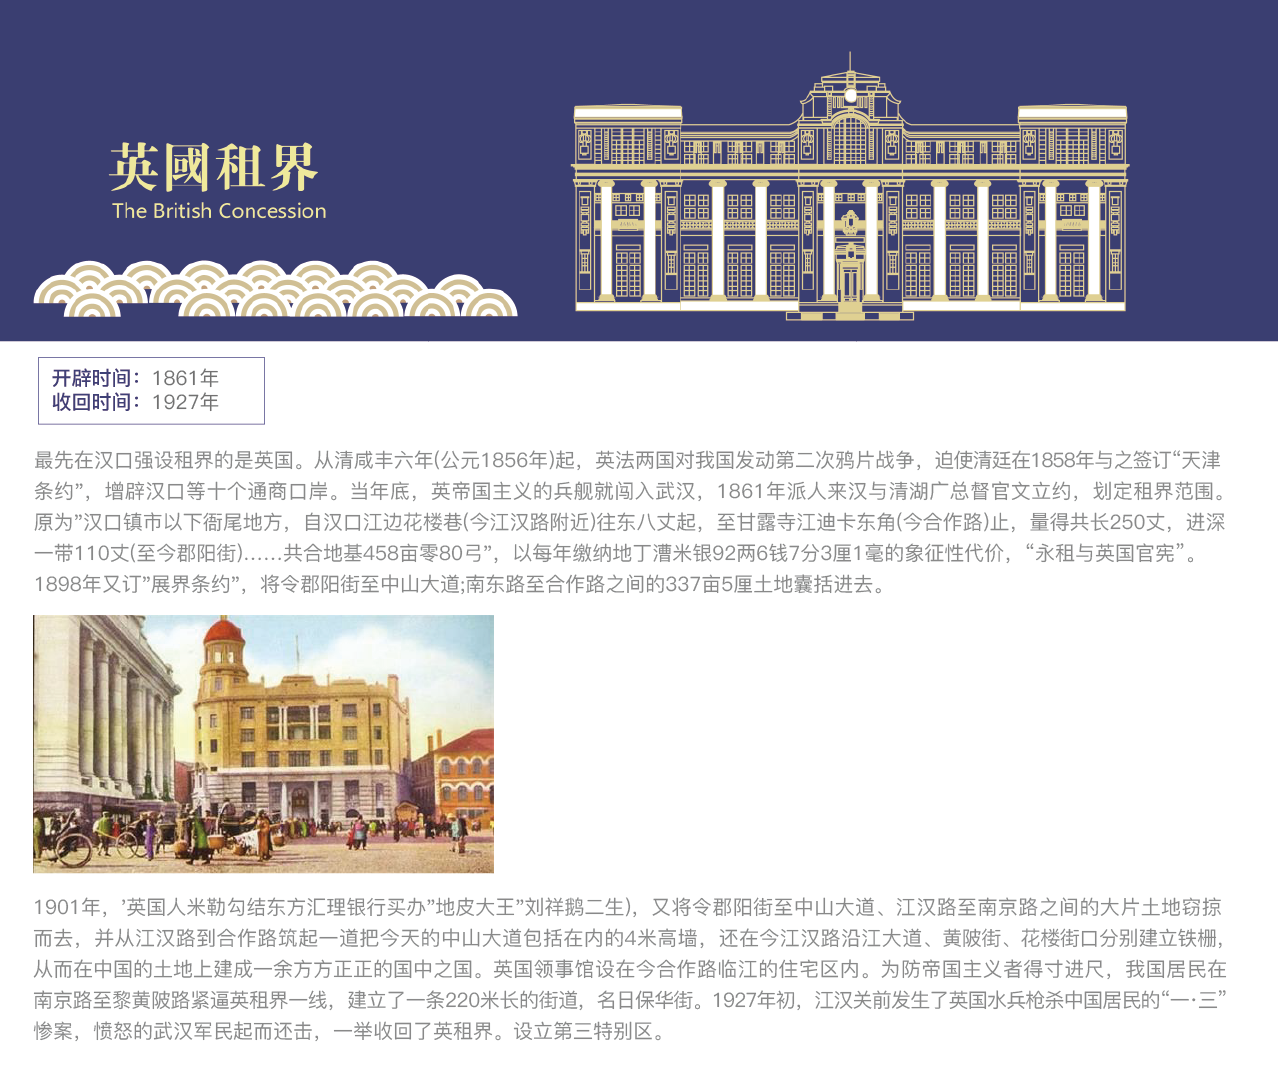 英國租界
The British Concession
开辟时间：1861年
收回时间：1927年
最先在汉口强设租界的是英国。从清咸丰六年(公元1856年)起，英法两国对我国发动第二次鸦片战争，迫使清廷在1858年与之签订“天津
条约”，增辟汉口等十个通商口岸。当年底，英帝国主义的兵舰就闯入武汉，1861年派人来汉与清湖广总督官文立约，划定租界范围。
原为”汉口镇市以下衙尾地方，自汉口江边花楼巷(今江汉路附近)往东八丈起，至甘露寺江迪卡东角(今合作路)止，量得共长250丈，进深
一带110丈(至今郡阳街)……共合地基458亩零80弓”，以每年缴纳地丁漕米银92两6钱7分3厘1毫的象征性代价，“永租与英国官宪”。
1898年又订”展界条约”，将令郡阳街至中山大道;南东路至合作路之间的337亩5厘土地囊括进去。
1901年，’英国人米勒勾结东方汇理银行买办”地皮大王”刘祥鹅二生)，又将令郡阳街至中山大道、江汉路至南京路之间的大片土地窃掠
而去，并从江汉路到合作路筑起一道把今天的中山大道包括在内的4米高墙，还在今江汉路沿江大道、黄陂街、花楼街口分别建立铁栅，
从而在中国的土地上建成一余方方正正的国中之国。英国领事馆设在今合作路临江的住宅区内。为防帝国主义者得寸进尺，我国居民在
南京路至黎黄陂路紧逼英租界一线，建立了一条220米长的街道，名日保华街。1927年初，江汉关前发生了英国水兵枪杀中国居民的“一·三”
惨案，愤怒的武汉军民起而还击，一举收回了英租界。设立第三特别区。